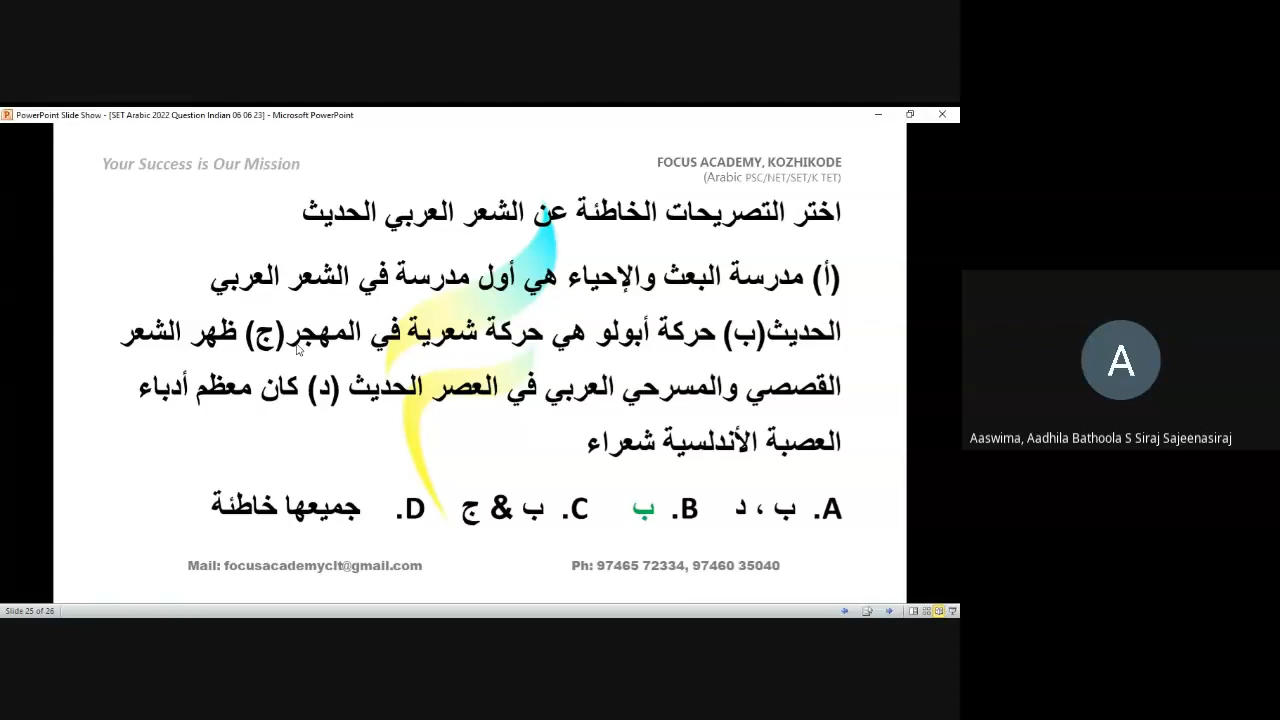 PowerPoint Slide Show - [SET Arabic 2022 Question Indian 06 06 23] - Microsoft PowerPoint
Your Success is Our Mission
FOCUS ACADEMY, KOZHIKODE
(Arabic PSC/NET/SET/K TET)
اختر التصريحات الخاطئة عن الشعر العربي الحديث
(أ) مدرسة البعث والإحياء هي أول مدرسة في الشعر العربي
الحديث(ب) حركة أبولو هي حركة شعرية في المهجر(ج) ظهر الشعر
القصصي والمسرحي العربي في العصر الحديث (د) كان معظم أدباء
العصبة الأندلسية شعراء
A. ب ، د B. ب C. ب & ج D. جميعها خاطئة
Mail: focusacademyclt@gmail.com
Ph: 97465 72334, 97460 35040
Slide 25 of 26
A
Aaswima, Aadhila Bathoola S Siraj Sajeenasiraj